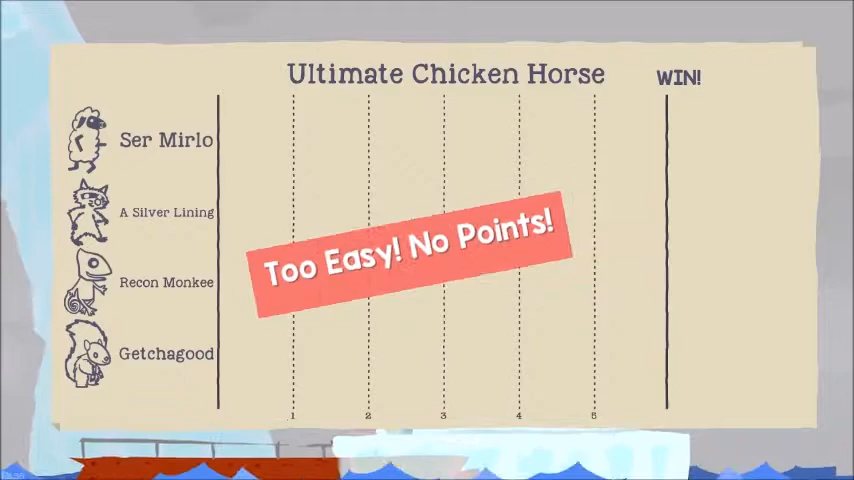 Ultimate Chicken Horse
WIN!
Ser Mirlo
A Silver Lining
Too Easy! No Points!
Recon Monkee
Getchagood
1 2 3 4 5